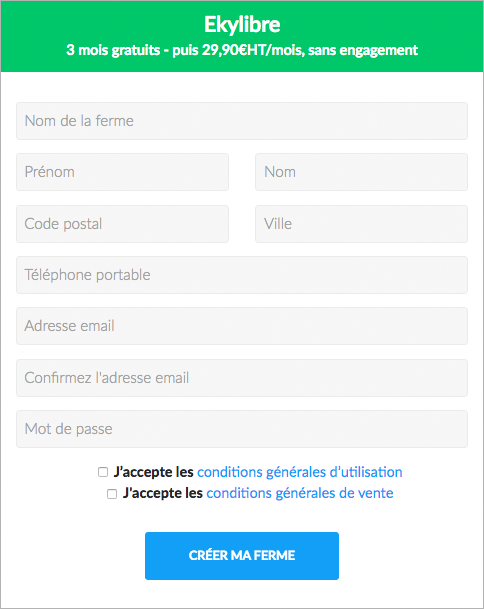 Ekylibre
3 mois gratuits - puis 29,90€HT/mois, sans engagement
Nom de la ferme
Prénom
Nom
Code postal
Ville
Téléphone portable
Adresse email
Confirmez l'adresse email
Mot de passe
J'accepte les conditions générales d'utilisation
J'accepte les conditions générales de vente
CRÉER MA FERME